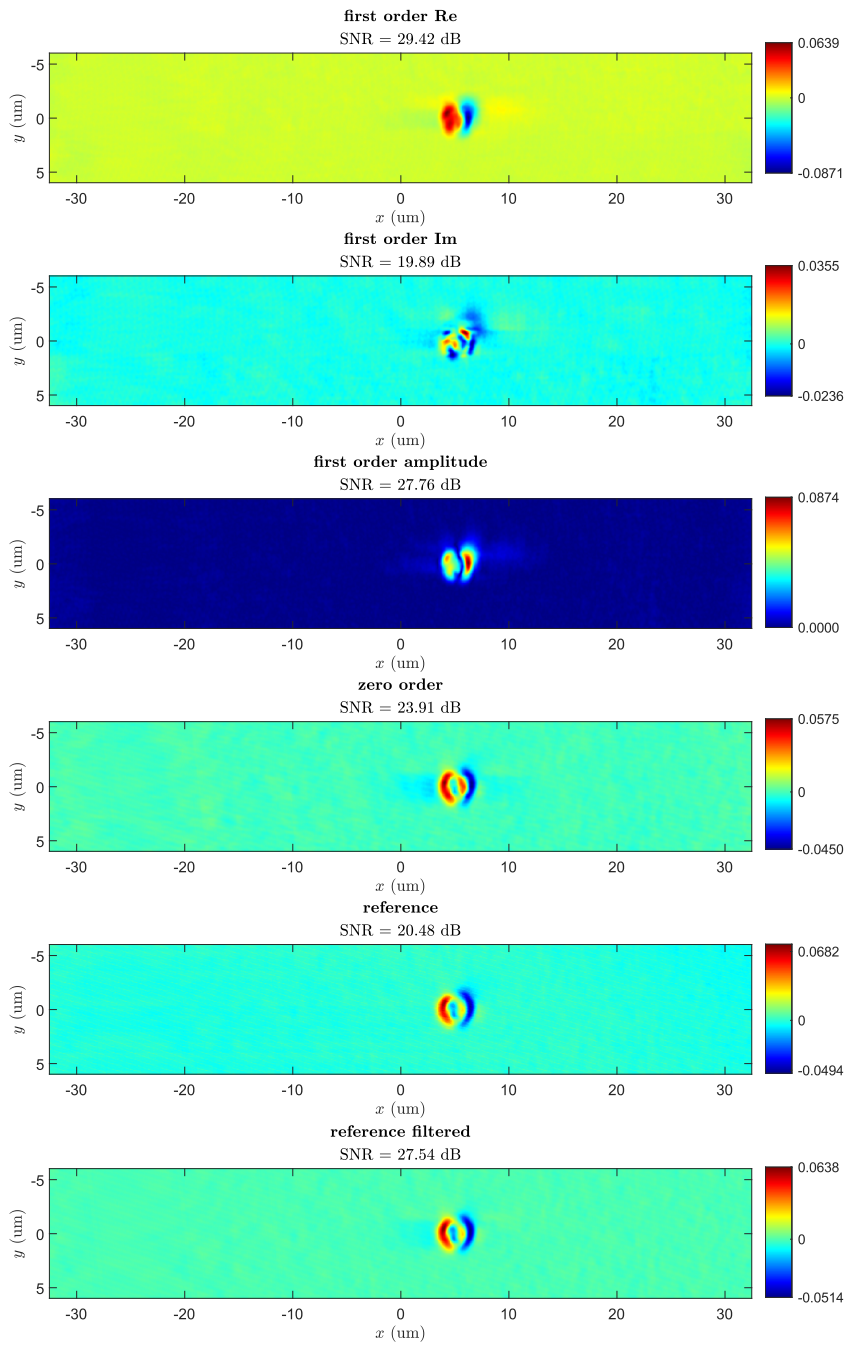 first order Re
SNR = 29.42 dB
0.0639
0
-0.0871
-5
0
5
y (um)
-30 -20 -10 0 10 20 30
x (um)
first order Im
SNR = 19.89 dB
0.0355
0
-0.0236
-5
0
5
y (um)
-30 -20 -10 0 10 20 30
x (um)
first order amplitude
SNR = 27.76 dB
0.0874
0.0000
-5
0
5
y (um)
-30 -20 -10 0 10 20 30
x (um)
zero order
SNR = 23.91 dB
0.0575
0
-0.0450
-5
0
5
y (um)
-30 -20 -10 0 10 20 30
x (um)
reference
SNR = 20.48 dB
0.0682
0
-0.0494
-5
0
5
y (um)
-30 -20 -10 0 10 20 30
x (um)
reference filtered
SNR = 27.54 dB
0.0638
0
-0.0514
-5
0
5
y (um)
-30 -20 -10 0 10 20 30
x (um)